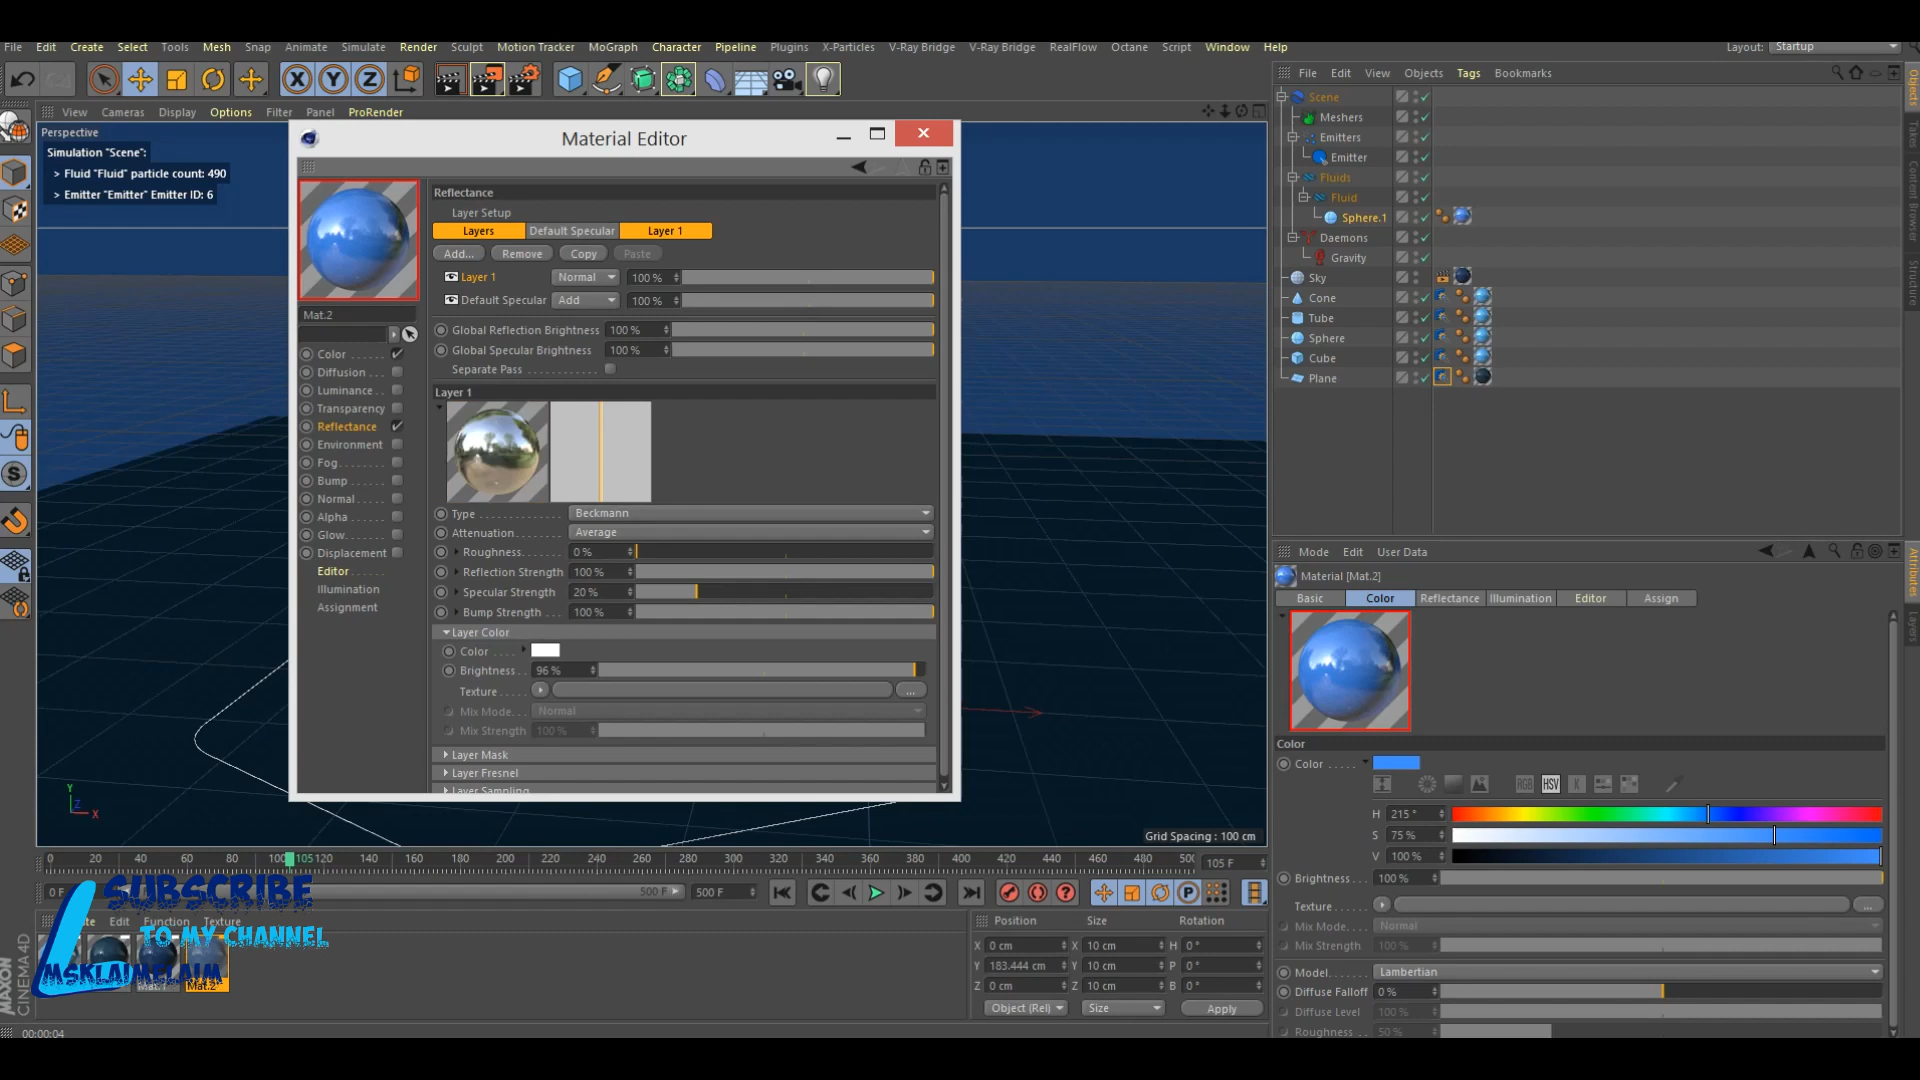 File Edit Create Select Tools Mesh Snap Animate Simulate Render Sculpt Motion Tracker MoGraph Character Pipeline Plugins X-Particles V-Ray Bridge V-Ray Bridge RealFlow Octane Script Window Help
Layout: Startup
View Cameras Display Options Filter Panel ProRender
Perspective
Simulation "Scene":
> Fluid "Fluid" particle count: 490
> Emitter "Emitter" Emitter ID: 6
Material Editor
Mat.2
Color
Diffusion
Luminance
Transparency
Reflectance
Environment
Fog
Bump
Normal
Alpha
Glow
Displacement
Editor
Illumination
Assignment
Reflectance
Layer Setup
Layers Default Specular Layer 1
Add... Remove Copy Paste
Layer 1 Normal 100 %
Default Specular Add 100 %
Global Reflection Brightness 100 %
Global Specular Brightness 100 %
Separate Pass
Layer 1
Type Beckmann
Attenuation Average
Roughness 0 %
Reflection Strength 100 %
Specular Strength 20 %
Bump Strength 100 %
Layer Color
Color
Brightness 96 %
Texture ...
Mix Mode Normal
Mix Strength 100 %
Layer Mask
Layer Fresnel
Layer Sampling
Y
Z
X
Grid Spacing : 100 cm
0 20 40 60 80 100 105 120 140 160 180 200 220 240 260 280 300 320 340 360 380 400 420 440 460 480 500 105 F
0 F 500 F 500 F
Edit Function Texture
Mat.1 Mat.2
SUBSCRIBE
TO MY CHANNEL
MSKLAIMELAIM
MAXON
CINEMA 4D
00:00:04
Position Size Rotation
X 0 cm X 10 cm H 0 °
Y 183.444 cm Y 10 cm P 0 °
Z 0 cm Z 10 cm B 0 °
Object (Rel) Size Apply
File Edit View Objects Tags Bookmarks
Scene
Meshers
Emitters
Emitter
Fluids
Fluid
Sphere.1
Daemons
Gravity
Sky
Cone
Tube
Sphere
Cube
Plane
Objects
Takes
Content Browser
Structure
Mode Edit User Data
Material [Mat.2]
Basic Color Reflectance Illumination Editor Assign
Color
Color
RGB HSV K
H 215 °
S 75 %
V 100 %
Brightness 100 %
Texture ...
Mix Mode Normal
Mix Strength 100 %
Model Lambertian
Diffuse Falloff 0 %
Diffuse Level 100 %
Roughness 50 %
Attributes
Layers